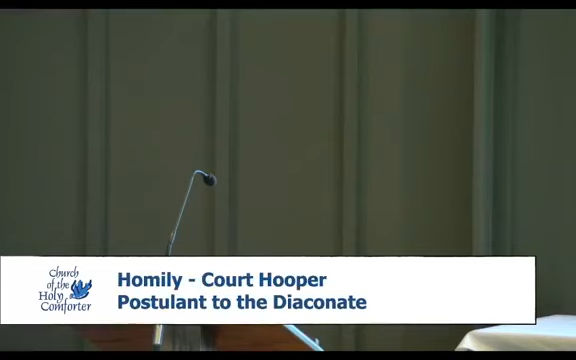 Church
of the
Holy
Comforter
Homily - Court Hooper
Postulant to the Diaconate